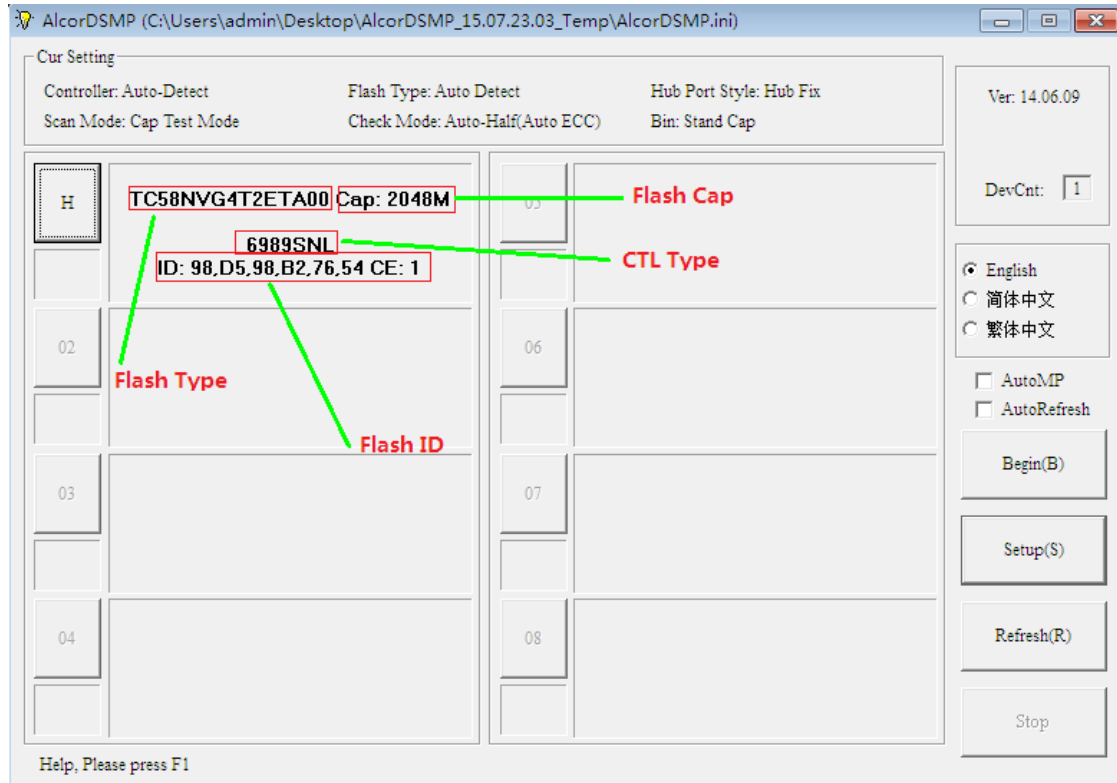 AlcorDSMP (C:\Users\admin\Desktop\AlcorDSMP_15.07.23.03_Temp\AlcorDSMP.ini)
Cur Setting
Controller: Auto-Detect Flash Type: Auto Detect Hub Port Style: Hub Fix
Scan Mode: Cap Test Mode Check Mode: Auto-Half(Auto ECC) Bin: Stand Cap
Ver: 14.06.09
DevCnt: 1
H
TC58NVG4T2ETA00 Cap: 2048M
6989SNL
ID: 98,D5,98,B2,76,54 CE: 1
Flash Cap
CTL Type
Flash Type
Flash ID
02
03
04
05
06
07
08
English
简体中文
繁体中文
AutoMP
AutoRefresh
Begin(B)
Setup(S)
Refresh(R)
Stop
Help, Please press F1